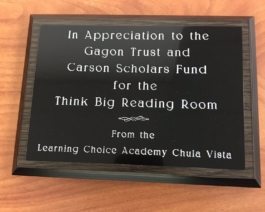 In Appreciation to the
Gagon Trust and
Carson Scholars Fund
for the
Think Big Reading Room
From the
Learning Choice Academy Chula Vista